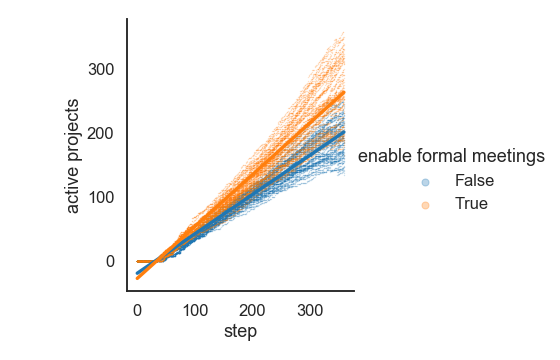 active projects
300
200
100
0
0 100 200 300
step
enable formal meetings
False
True